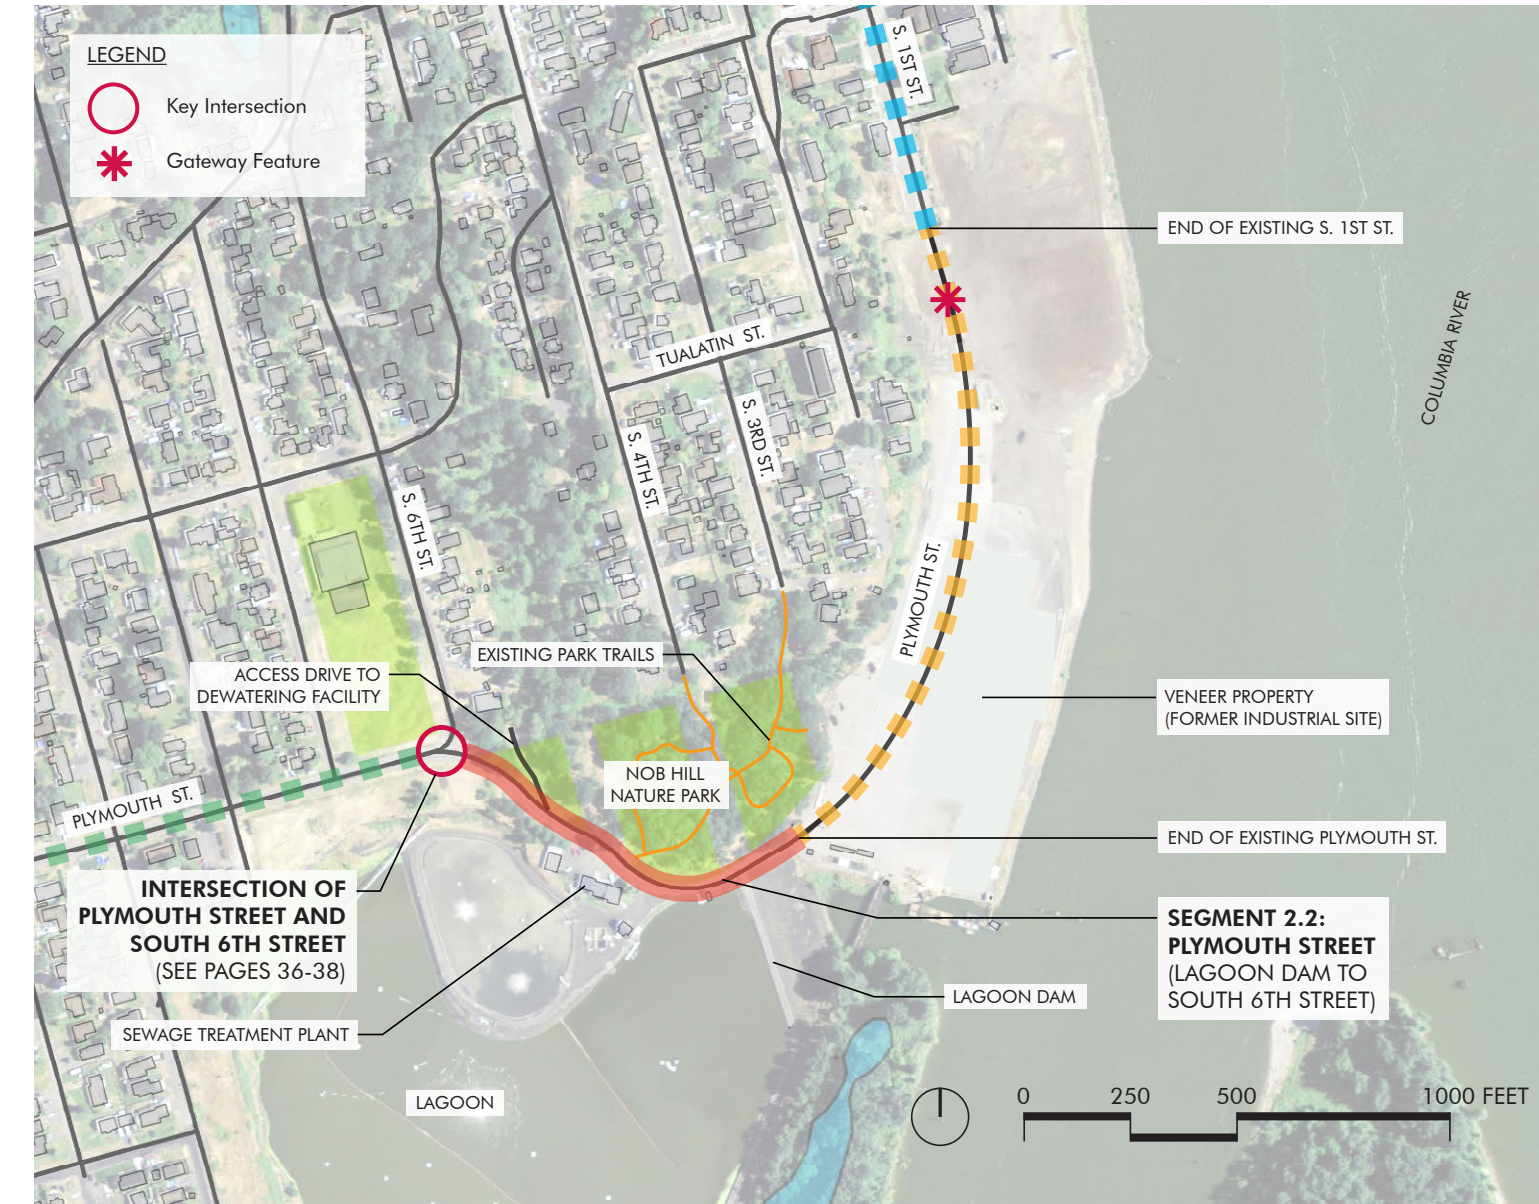 LEGEND
Key Intersection
Gateway Feature
S. 1ST ST.
END OF EXISTING S. 1ST ST.
COLUMBIA RIVER
TUALATIN ST.
S. 3RD ST.
S. 4TH ST.
S. 6TH ST.
PLYMOUTH ST.
EXISTING PARK TRAILS
ACCESS DRIVE TO
DEWATERING FACILITY
VENEER PROPERTY
(FORMER INDUSTRIAL SITE)
NOB HILL
NATURE PARK
PLYMOUTH ST.
END OF EXISTING PLYMOUTH ST.
INTERSECTION OF
PLYMOUTH STREET AND
SOUTH 6TH STREET
(SEE PAGES 36-38)
SEGMENT 2.2:
PLYMOUTH STREET
(LAGOON DAM TO
SOUTH 6TH STREET)
LAGOON DAM
SEWAGE TREATMENT PLANT
LAGOON
0 250 500 1000 FEET